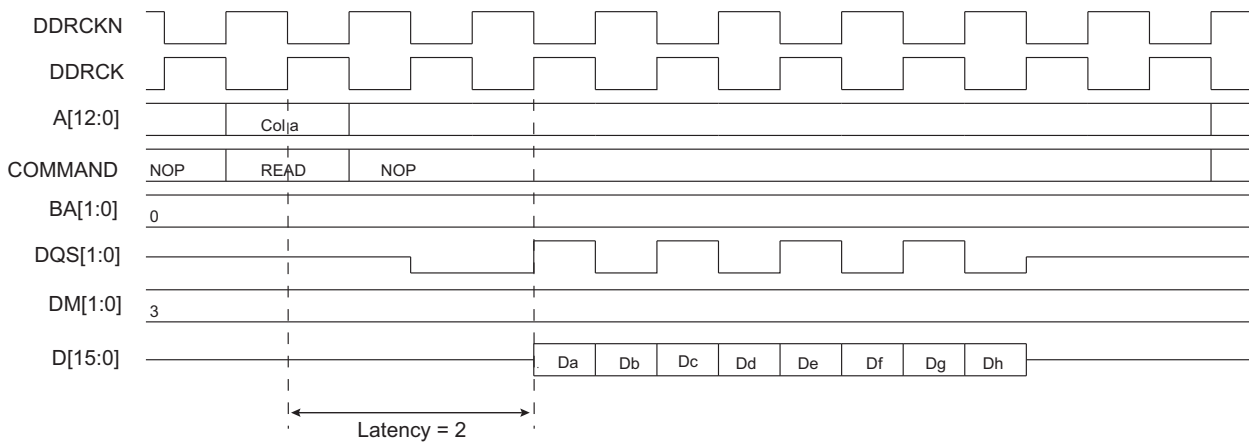 DDRCKN
DDRCK
A[12:0]
Col a
COMMAND
NOP READ NOP
BA[1:0]
0
DQS[1:0]
DM[1:0]
3
D[15:0]
Da Db Dc Dd De Df Dg Dh
Latency = 2